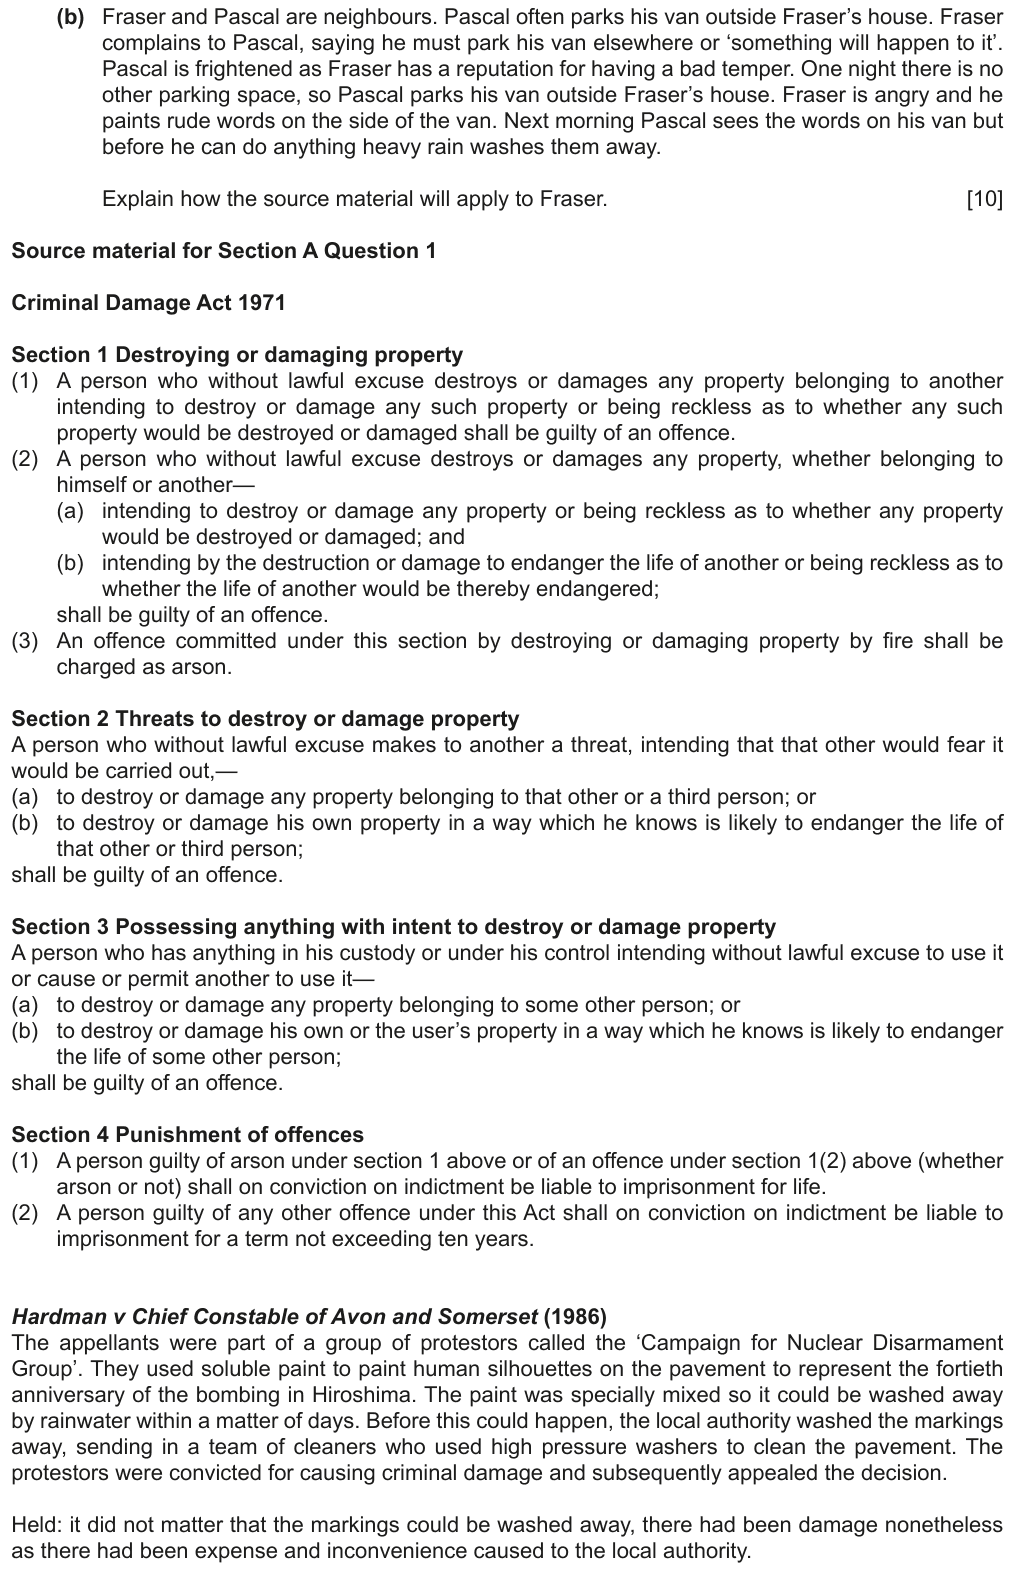 (b) Fraser and Pascal are neighbours. Pascal often parks his van outside Fraser’s house. Fraser
complains to Pascal, saying he must park his van elsewhere or ‘something will happen to it’.
Pascal is frightened as Fraser has a reputation for having a bad temper. One night there is no
other parking space, so Pascal parks his van outside Fraser’s house. Fraser is angry and he
paints rude words on the side of the van. Next morning Pascal sees the words on his van but
before he can do anything heavy rain washes them away.
Explain how the source material will apply to Fraser. [10]
Source material for Section A Question 1
Criminal Damage Act 1971
Section 1 Destroying or damaging property
(1) A person who without lawful excuse destroys or damages any property belonging to another
intending to destroy or damage any such property or being reckless as to whether any such
property would be destroyed or damaged shall be guilty of an offence.
(2) A person who without lawful excuse destroys or damages any property, whether belonging to
himself or another—
(a) intending to destroy or damage any property or being reckless as to whether any property
would be destroyed or damaged; and
(b) intending by the destruction or damage to endanger the life of another or being reckless as to
whether the life of another would be thereby endangered;
shall be guilty of an offence.
(3) An offence committed under this section by destroying or damaging property by fire shall be
charged as arson.
Section 2 Threats to destroy or damage property
A person who without lawful excuse makes to another a threat, intending that that other would fear it
would be carried out,—
(a) to destroy or damage any property belonging to that other or a third person; or
(b) to destroy or damage his own property in a way which he knows is likely to endanger the life of
that other or third person;
shall be guilty of an offence.
Section 3 Possessing anything with intent to destroy or damage property
A person who has anything in his custody or under his control intending without lawful excuse to use it
or cause or permit another to use it—
(a) to destroy or damage any property belonging to some other person; or
(b) to destroy or damage his own or the user’s property in a way which he knows is likely to endanger
the life of some other person;
shall be guilty of an offence.
Section 4 Punishment of offences
(1) A person guilty of arson under section 1 above or of an offence under section 1(2) above (whether
arson or not) shall on conviction on indictment be liable to imprisonment for life.
(2) A person guilty of any other offence under this Act shall on conviction on indictment be liable to
imprisonment for a term not exceeding ten years.
Hardman v Chief Constable of Avon and Somerset (1986)
The appellants were part of a group of protestors called the ‘Campaign for Nuclear Disarmament
Group’. They used soluble paint to paint human silhouettes on the pavement to represent the fortieth
anniversary of the bombing in Hiroshima. The paint was specially mixed so it could be washed away
by rainwater within a matter of days. Before this could happen, the local authority washed the markings
away, sending in a team of cleaners who used high pressure washers to clean the pavement. The
protestors were convicted for causing criminal damage and subsequently appealed the decision.
Held: it did not matter that the markings could be washed away, there had been damage nonetheless
as there had been expense and inconvenience caused to the local authority.